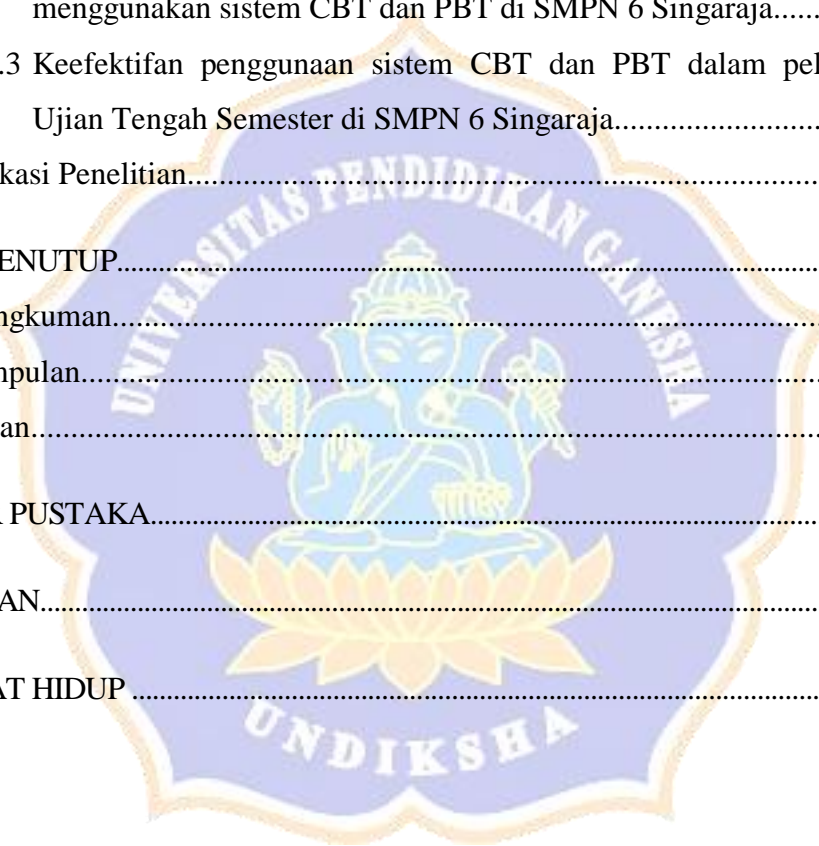 menggunakan sistem CBT dan PBT di SMPN 6 Singaraja......
.3 Keefektifan penggunaan sistem CBT dan PBT dalam pel
Ujian Tengah Semester di SMPN 6 Singaraja......................
kasi Penelitian.................................................................................
ENUTUP..........................................................................................
ngkuman...........................................................................................
npulan...............................................................................................
an......................................................................................................
PUSTAKA......................................................................................
AN....................................................................................................
AT HIDUP ......................................................................................
UNIVERSITAS PENDIDIKAN GANESHA
UNDIKSHA